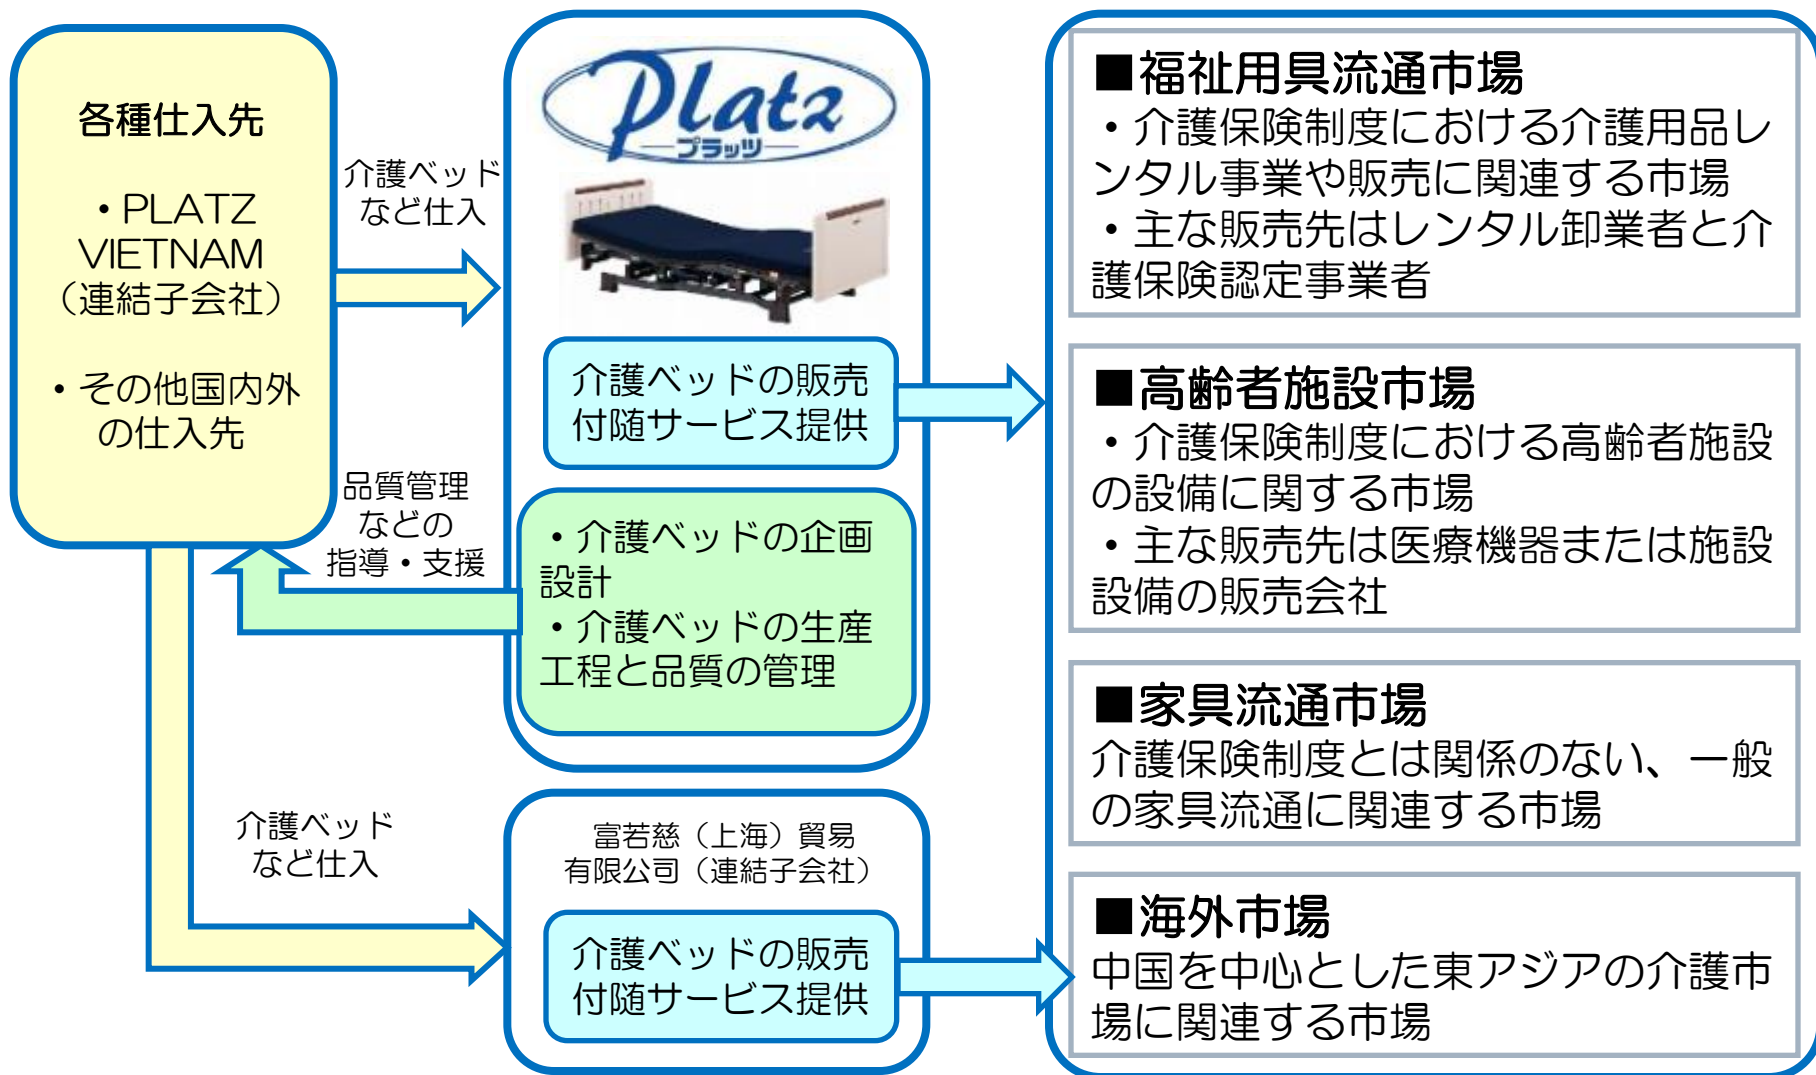 各種仕入先
・PLATZ
VIETNAM
（連結子会社）
・その他国内外
の仕入先
介護ベッド
など仕入
品質管理
などの
指導・支援
介護ベッド
など仕入
Platz
プラッツ
介護ベッドの販売
付随サービス提供
・介護ベッドの企画
設計
・介護ベッドの生産
工程と品質の管理
富若慈（上海）貿易
有限公司（連結子会社）
介護ベッドの販売
付随サービス提供
■福祉用具流通市場
・介護保険制度における介護用品レ
ンタル事業や販売に関連する市場
・主な販売先はレンタル卸業者と介
護保険認定事業者
■高齢者施設市場
・介護保険制度における高齢者施設
の設備に関する市場
・主な販売先は医療機器または施設
設備の販売会社
■家具流通市場
介護保険制度とは関係のない、一般
の家具流通に関連する市場
■海外市場
中国を中心とした東アジアの介護市
場に関連する市場